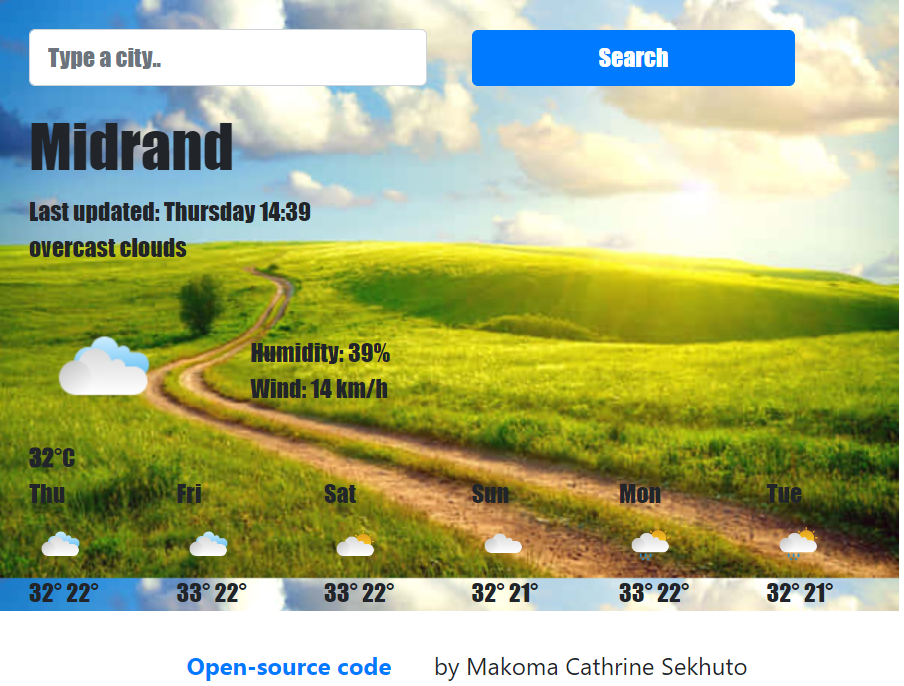 Type a city.. Search
Midrand
Last updated: Thursday 14:39
overcast clouds
Humidity: 39%
Wind: 14 km/h
32°C
Thu Fri Sat Sun Mon Tue
32° 22° 33° 22° 33° 22° 32° 21° 33° 22° 32° 21°
Open-source code by Makoma Cathrine Sekhuto